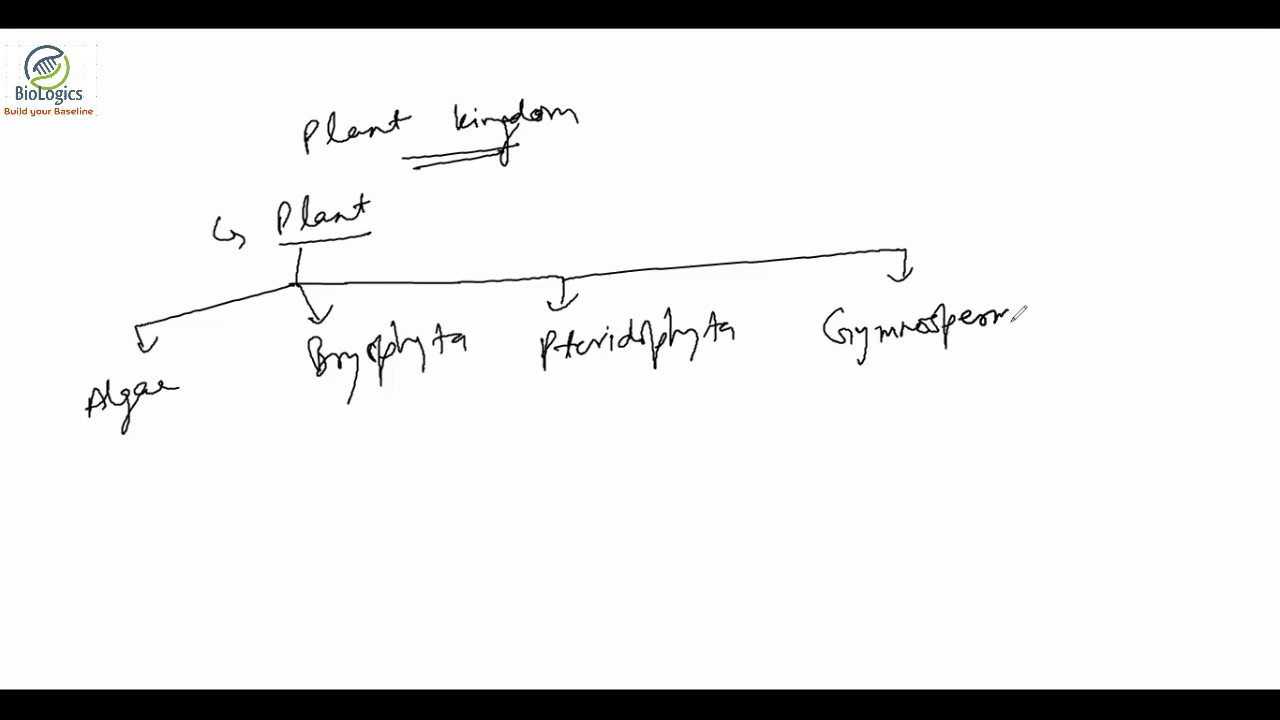 BioLogics
Build your Baseline
Plant kingdom
Plant
Algae
Bryophyta
Pteridophyta
Gymnosperm